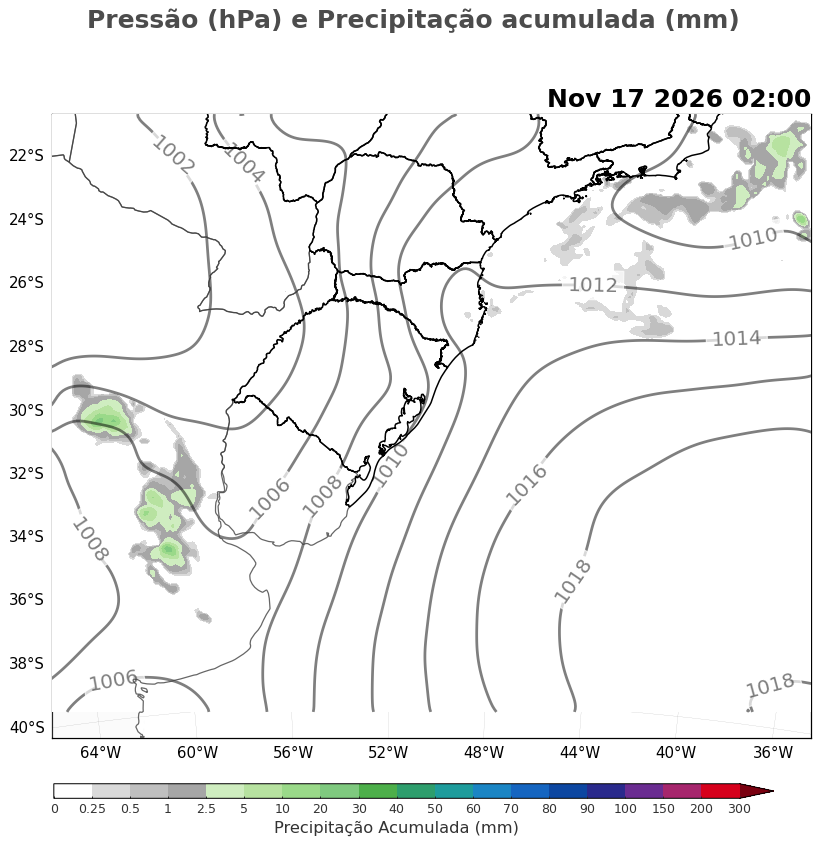 Pressão (hPa) e Precipitação acumulada (mm)
Nov 17 2026 02:00
1002
1004
22°S
24°S
1010
26°S
1012
28°S
1014
30°S
1010
32°S
1016
1006
1008
34°S
1008
1018
36°S
38°S
1006
1018
40°S
64°W 60°W 56°W 52°W 48°W 44°W 40°W 36°W
0 0.25 0.5 1 2.5 5 10 20 30 40 50 60 70 80 90 100 150 200 300
Precipitação Acumulada (mm)